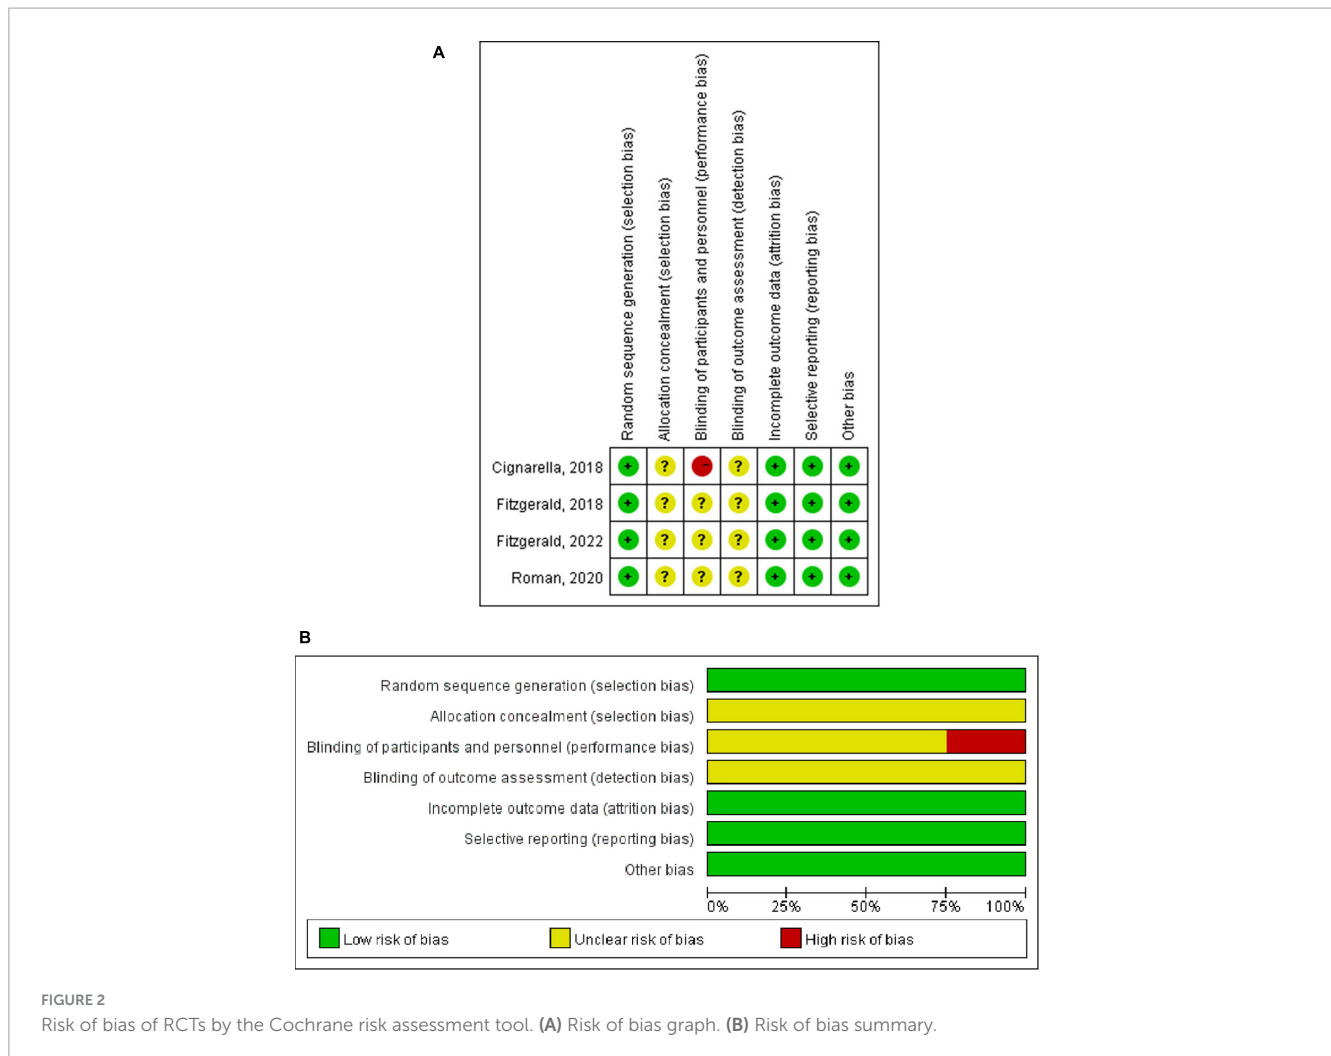 A
Random sequence generation (selection bias)
Allocation concealment (selection bias)
Blinding of participants and personnel (performance bias)
Blinding of outcome assessment (detection bias)
Incomplete outcome data (attrition bias)
Selective reporting (reporting bias)
Other bias
Cignarella, 2018 + ? - ? + + +
Fitzgerald, 2018 + ? ? ? + + +
Fitzgerald, 2022 + ? ? ? + + +
Roman, 2020 + ? ? ? + + +
B
Random sequence generation (selection bias)
Allocation concealment (selection bias)
Blinding of participants and personnel (performance bias)
Blinding of outcome assessment (detection bias)
Incomplete outcome data (attrition bias)
Selective reporting (reporting bias)
Other bias
0% 25% 50% 75% 100%
Low risk of bias Unclear risk of bias High risk of bias
FIGURE 2
Risk of bias of RCTs by the Cochrane risk assessment tool. (A) Risk of bias graph. (B) Risk of bias summary.